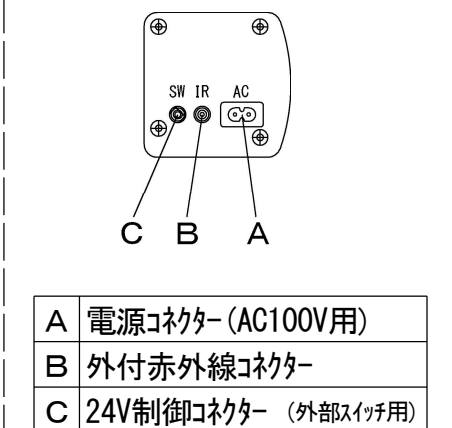 SW IR AC
C B A
A 電源ｺﾈｸﾀｰ(AC100V用)
B 外付赤外線ｺﾈｸﾀｰ
C 24V制御ｺﾈｸﾀｰ (外部ｽｲｯﾁ用)